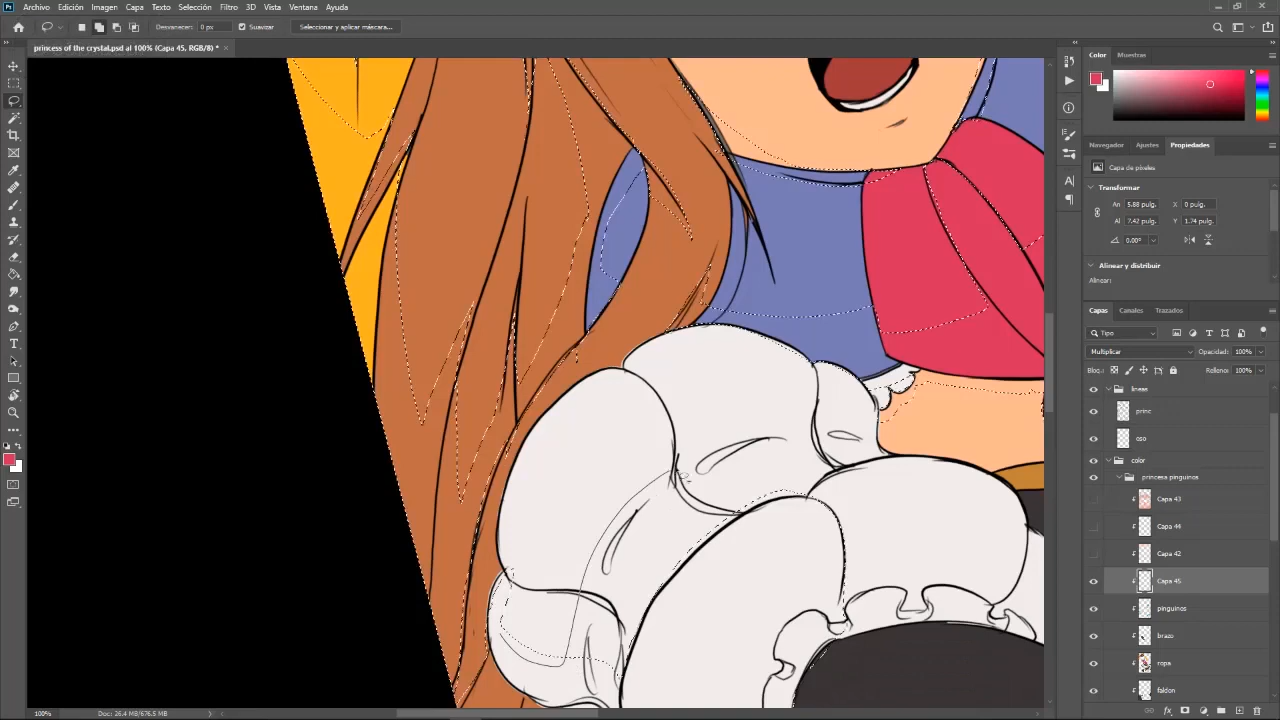 Ps Archivo Edición Imagen Capa Texto Selección Filtro 3D Vista Ventana Ayuda
Desvanecer: 0 px Suavizar Seleccionar y aplicar máscara...
princess of the crystal.psd al 100% (Capa 45, RGB/8) * ×
Color Muestras
Navegador Ajustes Propiedades
Capa de píxeles
Transformar
An 5.88 pulg. X 0 pulg.
Al 7.42 pulg. Y 1.74 pulg.
0.00°
Alinear y distribuir
Alinear:
Capas Canales Trazados
Tipo
Multiplicar Opacidad: 100%
Bloq.: Relleno: 100%
lineas
princ
oso
color
princesa pinguinos
Capa 43
Capa 44
Capa 42
Capa 45
pinguinos
brazo
ropa
faldon
100% Doc: 26.4 MB/676.5 MB